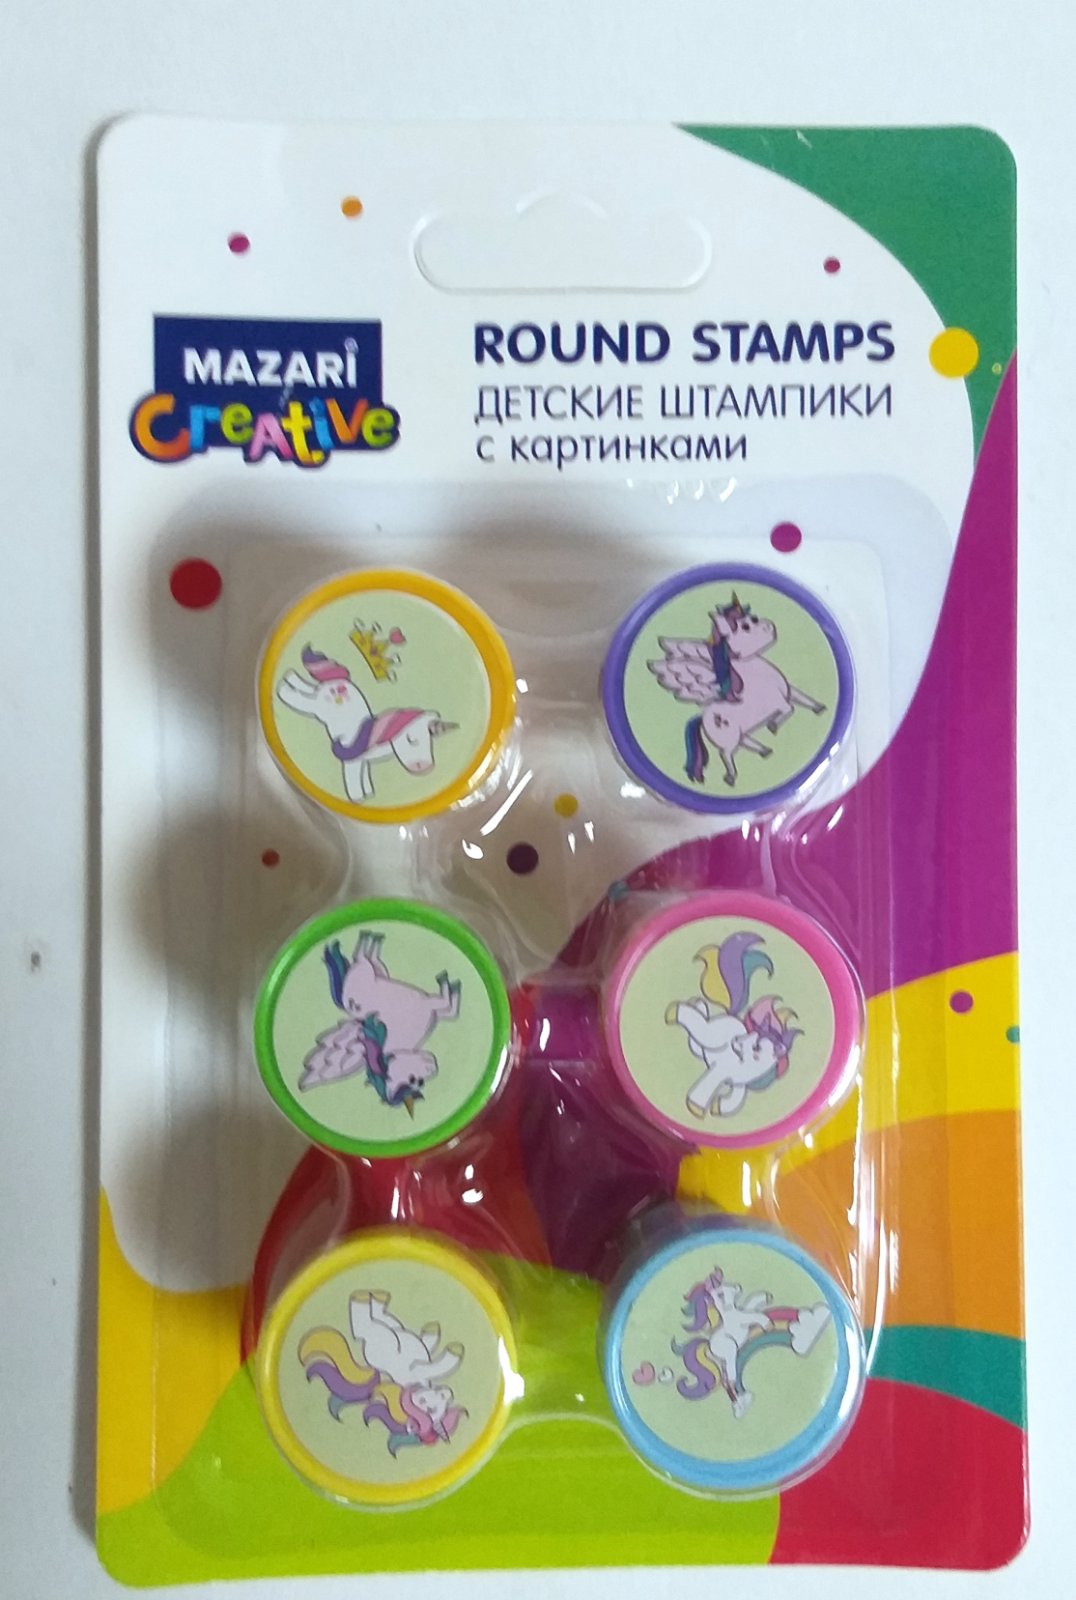 MAZARi
CreAtive
ROUND STAMPS
ДЕТСКИЕ ШТАМПИКИ
с картинками